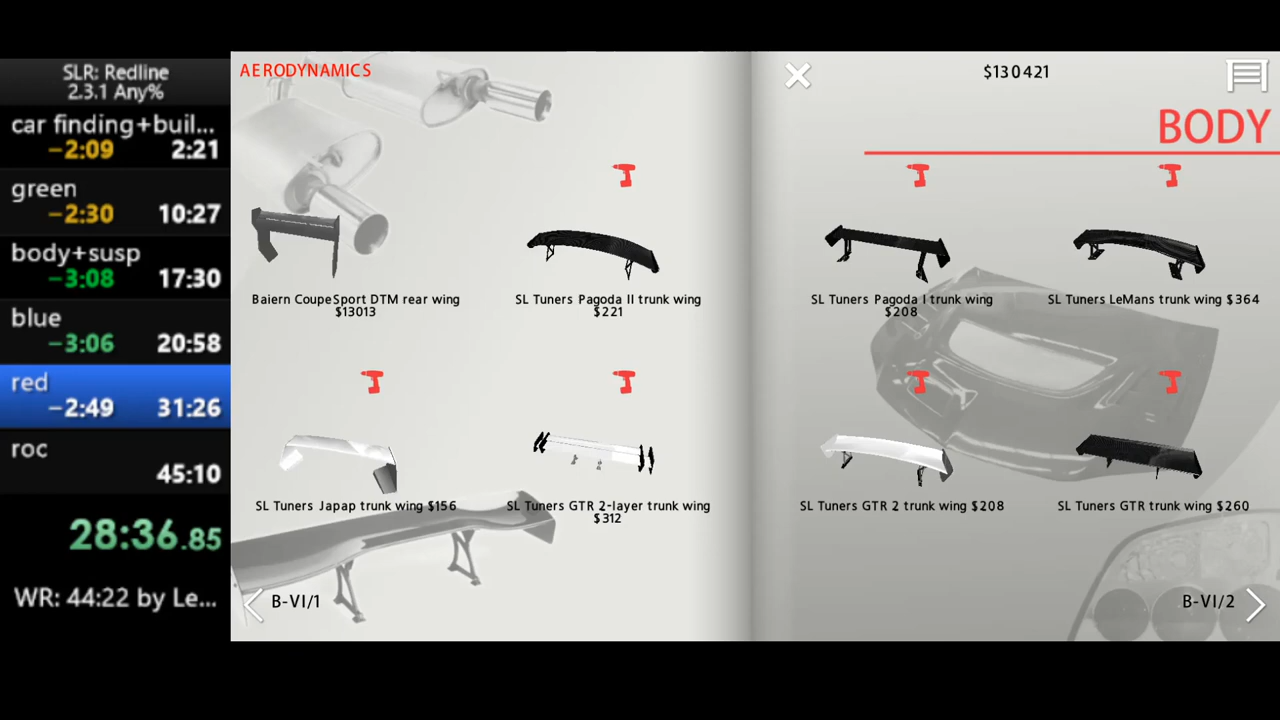 SLR: Redline
2.3.1 Any%
car finding+buil...
−2:09 2:21
green
−2:30 10:27
body+susp
−3:08 17:30
blue
−3:06 20:58
red
−2:49 31:26
roc
45:10
28:36.85
WR: 44:22 by Le...
AERODYNAMICS
$130421
BODY
Baiern CoupeSport DTM rear wing
$13013
SL Tuners Pagoda II trunk wing
$221
SL Tuners Pagoda I trunk wing
$208
SL Tuners LeMans trunk wing $364
SL Tuners Japap trunk wing $156
SL Tuners GTR 2-layer trunk wing
$312
SL Tuners GTR 2 trunk wing $208
SL Tuners GTR trunk wing $260
B-VI/1
B-VI/2